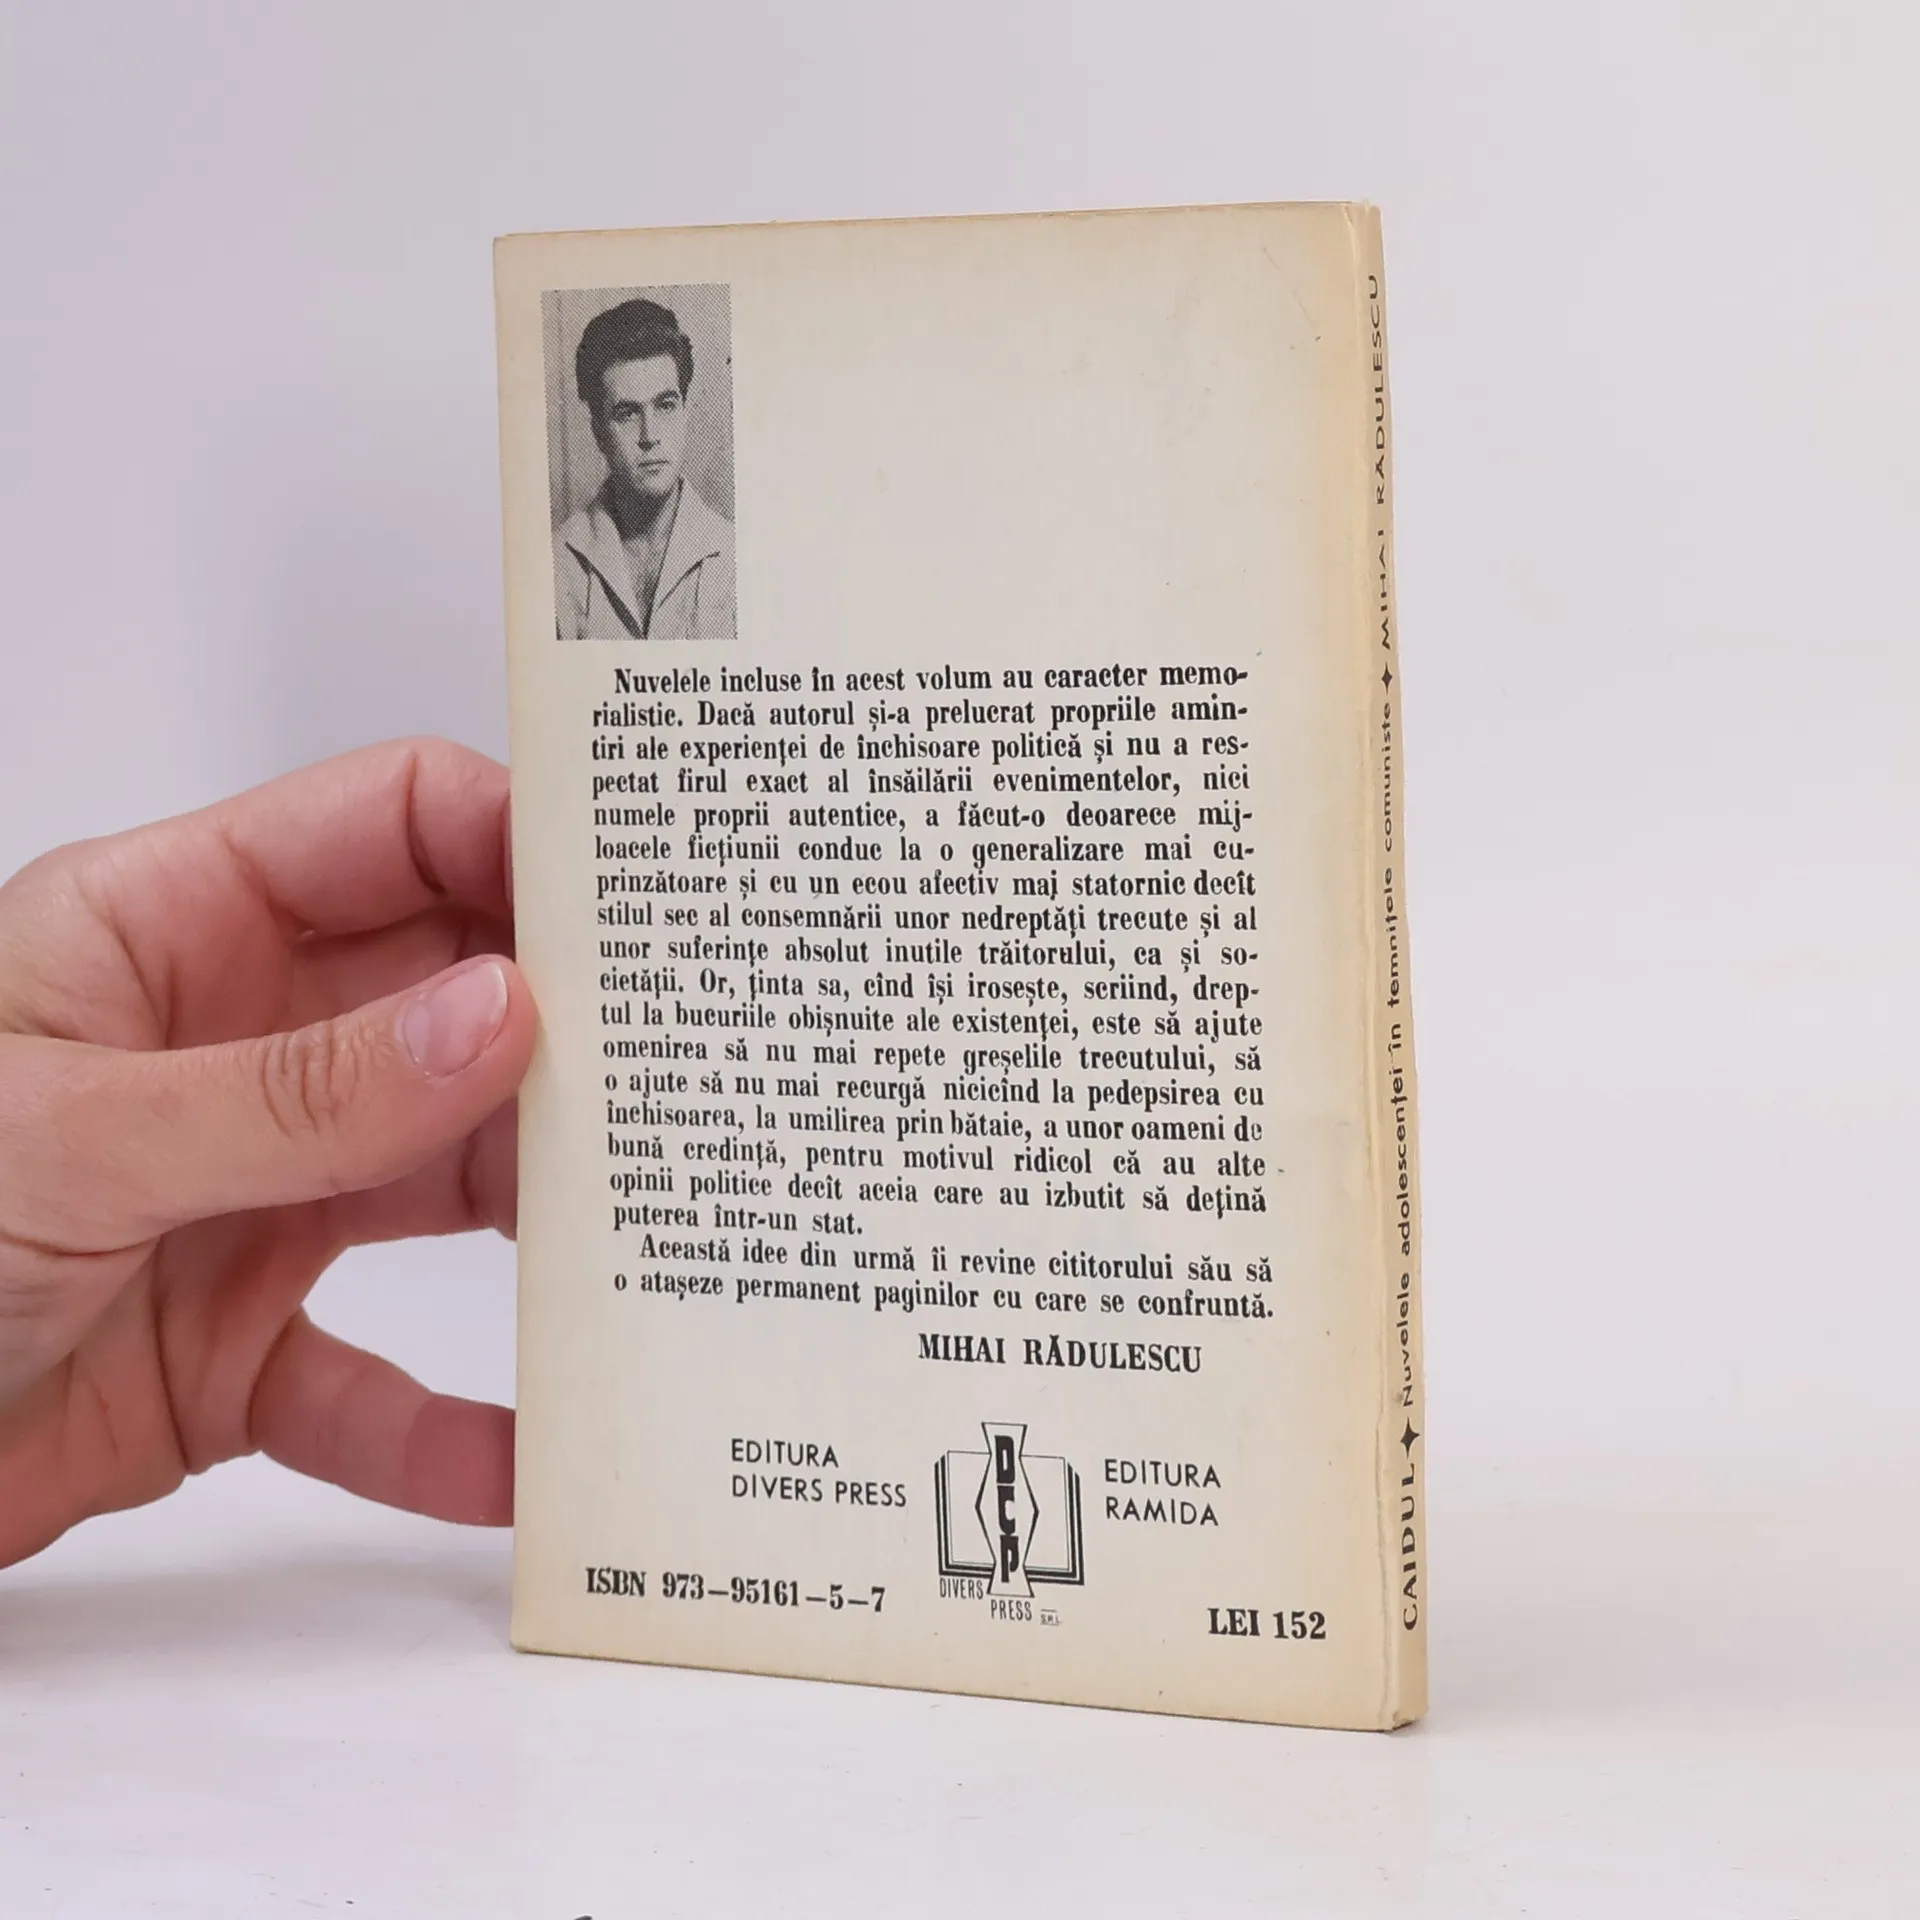 Nuvelele incluse în acest volum au caracter memo-
rialistic. Dacă autorul și-a prelucrat propriile amin-
tiri ale experienței de închisoare politică și nu a res-
pectat firul exact al însăilării evenimentelor, nici
numele proprii autentice, a făcut-o deoarece mij-
loacele ficțiunii conduc la o generalizare mai cu-
prinzătoare și cu un ecou afectiv mai statornic decît
stilul sec al consemnării unor nedreptăți trecute și al
unor suferințe absolut inutile trăitorului, ca și so-
cietății. Or, ținta sa, cînd își irosește, scriind, drep-
tul la bucuriile obișnuite ale existenței, este să ajute
omenirea să nu mai repete greșelile trecutului, să
o ajute să nu mai recurgă nicicînd la pedepsirea cu
închisoarea, la umilirea prin bătaie, a unor oameni de
bună credință, pentru motivul ridicol că au alte
opinii politice decît aceia care au izbutit să dețină
puterea într-un stat.
Această idee din urmă îi revine cititorului său să
o atașeze permanent paginilor cu care se confruntă.
MIHAI RĂDULESCU
EDITURA
DIVERS PRESS
DCP
DIVERS
PRESS S.R.L.
EDITURA
RAMIDA
ISBN 973–95161–5–7
LEI 152
CAIDUL ✦ Nuvelele adolescenței în temnițele comuniste ✦ MIHAI RĂDULESCU